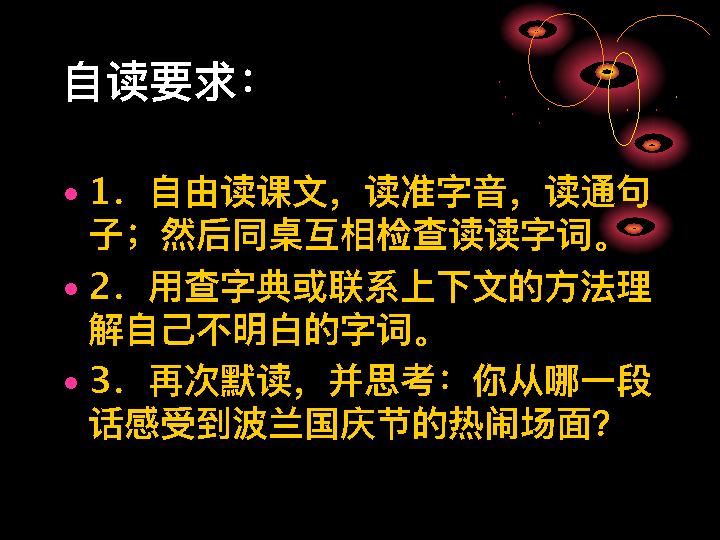 自读要求：
1．自由读课文，读准字音，读通句
子；然后同桌互相检查读读字词。
2．用查字典或联系上下文的方法理
解自己不明白的字词。
3．再次默读，并思考：你从哪一段
话感受到波兰国庆节的热闹场面？